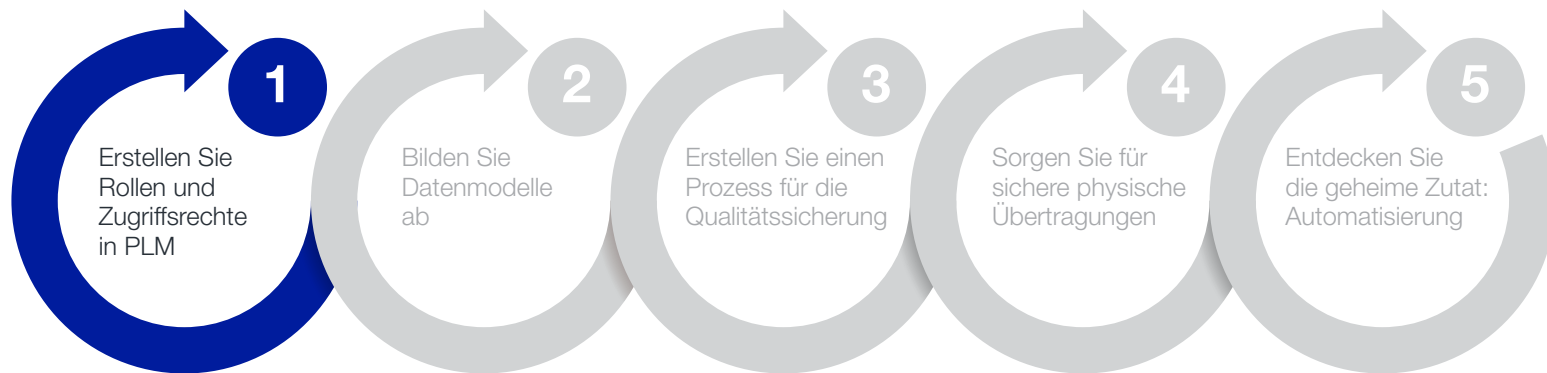 1
Erstellen Sie
Rollen und
Zugriffsrechte
in PLM
2
Bilden Sie
Datenmodelle
ab
3
Erstellen Sie einen
Prozess für die
Qualitätssicherung
4
Sorgen Sie für
sichere physische
Übertragungen
5
Entdecken Sie
die geheime Zutat:
Automatisierung